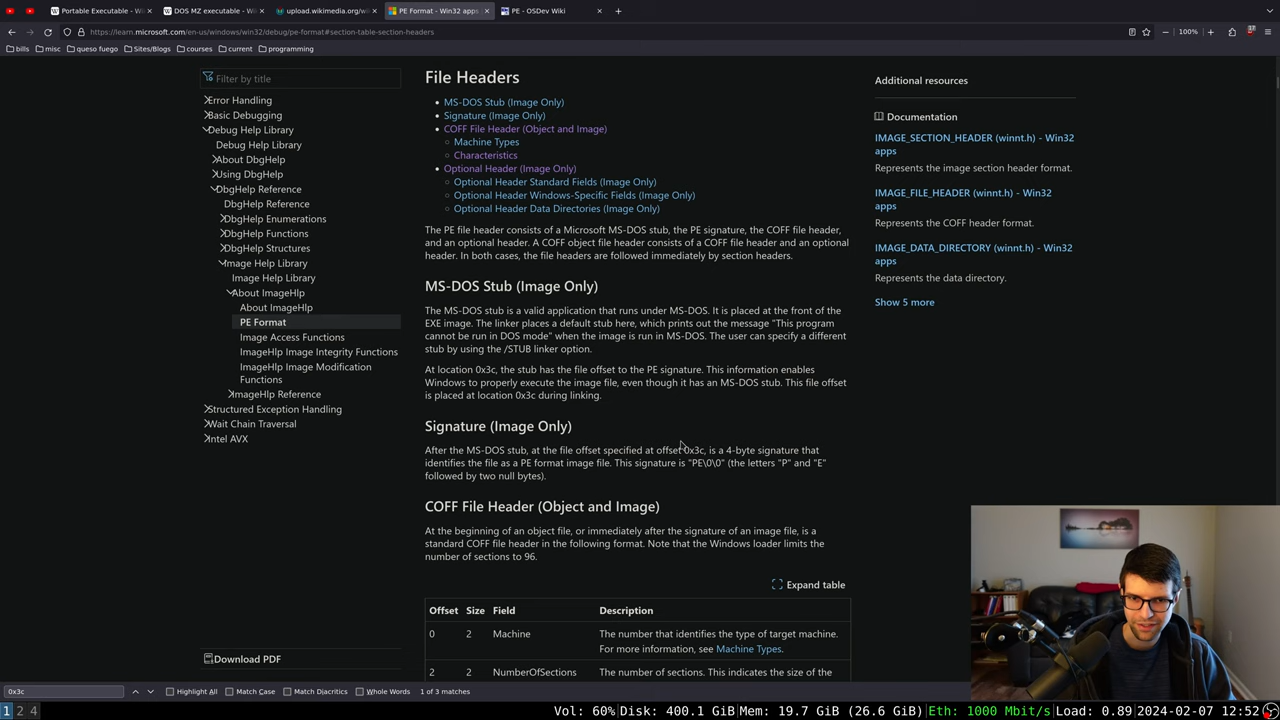 Portable Executable — Wi
DOS MZ executable - Wi
upload.wikimedia.org/wi
PE Format - Win32 apps
PE - OSDev Wiki
https://learn.microsoft.com/en-us/windows/win32/debug/pe-format#section-table-section-headers
100%
bills
misc
queso fuego
Sites/Blogs
courses
current
programming
Filter by title
Error Handling
Basic Debugging
Debug Help Library
Debug Help Library
About DbgHelp
Using DbgHelp
DbgHelp Reference
DbgHelp Reference
DbgHelp Enumerations
DbgHelp Functions
DbgHelp Structures
Image Help Library
Image Help Library
About ImageHlp
About ImageHlp
PE Format
Image Access Functions
ImageHlp Image Integrity Functions
ImageHlp Image Modification
Functions
ImageHlp Reference
Structured Exception Handling
Wait Chain Traversal
Intel AVX
Download PDF
File Headers
• MS-DOS Stub (Image Only)
• Signature (Image Only)
• COFF File Header (Object and Image)
○ Machine Types
○ Characteristics
• Optional Header (Image Only)
○ Optional Header Standard Fields (Image Only)
○ Optional Header Windows-Specific Fields (Image Only)
○ Optional Header Data Directories (Image Only)
The PE file header consists of a Microsoft MS-DOS stub, the PE signature, the COFF file header,
and an optional header. A COFF object file header consists of a COFF file header and an optional
header. In both cases, the file headers are followed immediately by section headers.
MS-DOS Stub (Image Only)
The MS-DOS stub is a valid application that runs under MS-DOS. It is placed at the front of the
EXE image. The linker places a default stub here, which prints out the message "This program
cannot be run in DOS mode" when the image is run in MS-DOS. The user can specify a different
stub by using the /STUB linker option.
At location 0x3c, the stub has the file offset to the PE signature. This information enables
Windows to properly execute the image file, even though it has an MS-DOS stub. This file offset
is placed at location 0x3c during linking.
Signature (Image Only)
After the MS-DOS stub, at the file offset specified at offset 0x3c, is a 4-byte signature that
identifies the file as a PE format image file. This signature is "PE\0\0" (the letters "P" and "E"
followed by two null bytes).
COFF File Header (Object and Image)
At the beginning of an object file, or immediately after the signature of an image file, is a
standard COFF file header in the following format. Note that the Windows loader limits the
number of sections to 96.
Expand table
Offset Size Field Description
0 2 Machine The number that identifies the type of target machine.
For more information, see Machine Types.
2 2 NumberOfSections The number of sections. This indicates the size of the
Additional resources
Documentation
IMAGE_SECTION_HEADER (winnt.h) - Win32
apps
Represents the image section header format.
IMAGE_FILE_HEADER (winnt.h) - Win32
apps
Represents the COFF header format.
IMAGE_DATA_DIRECTORY (winnt.h) - Win32
apps
Represents the data directory.
Show 5 more
0x3c
Highlight All
Match Case
Match Diacritics
Whole Words
1 of 3 matches
1 2 4
Vol: 60% Disk: 400.1 GiB Mem: 19.7 GiB (26.6 GiB) Eth: 1000 Mbit/s Load: 0.89 2024-02-07 12:52